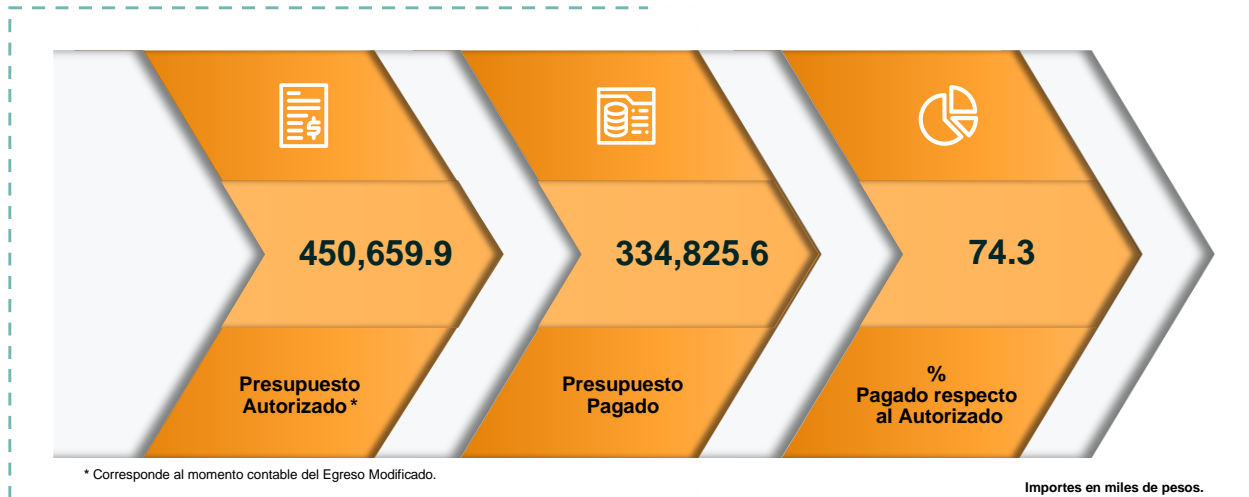 450,659.9
334,825.6
74.3
Presupuesto
Autorizado *
Presupuesto
Pagado
%
Pagado respecto
al Autorizado
* Corresponde al momento contable del Egreso Modificado.
Importes en miles de pesos.